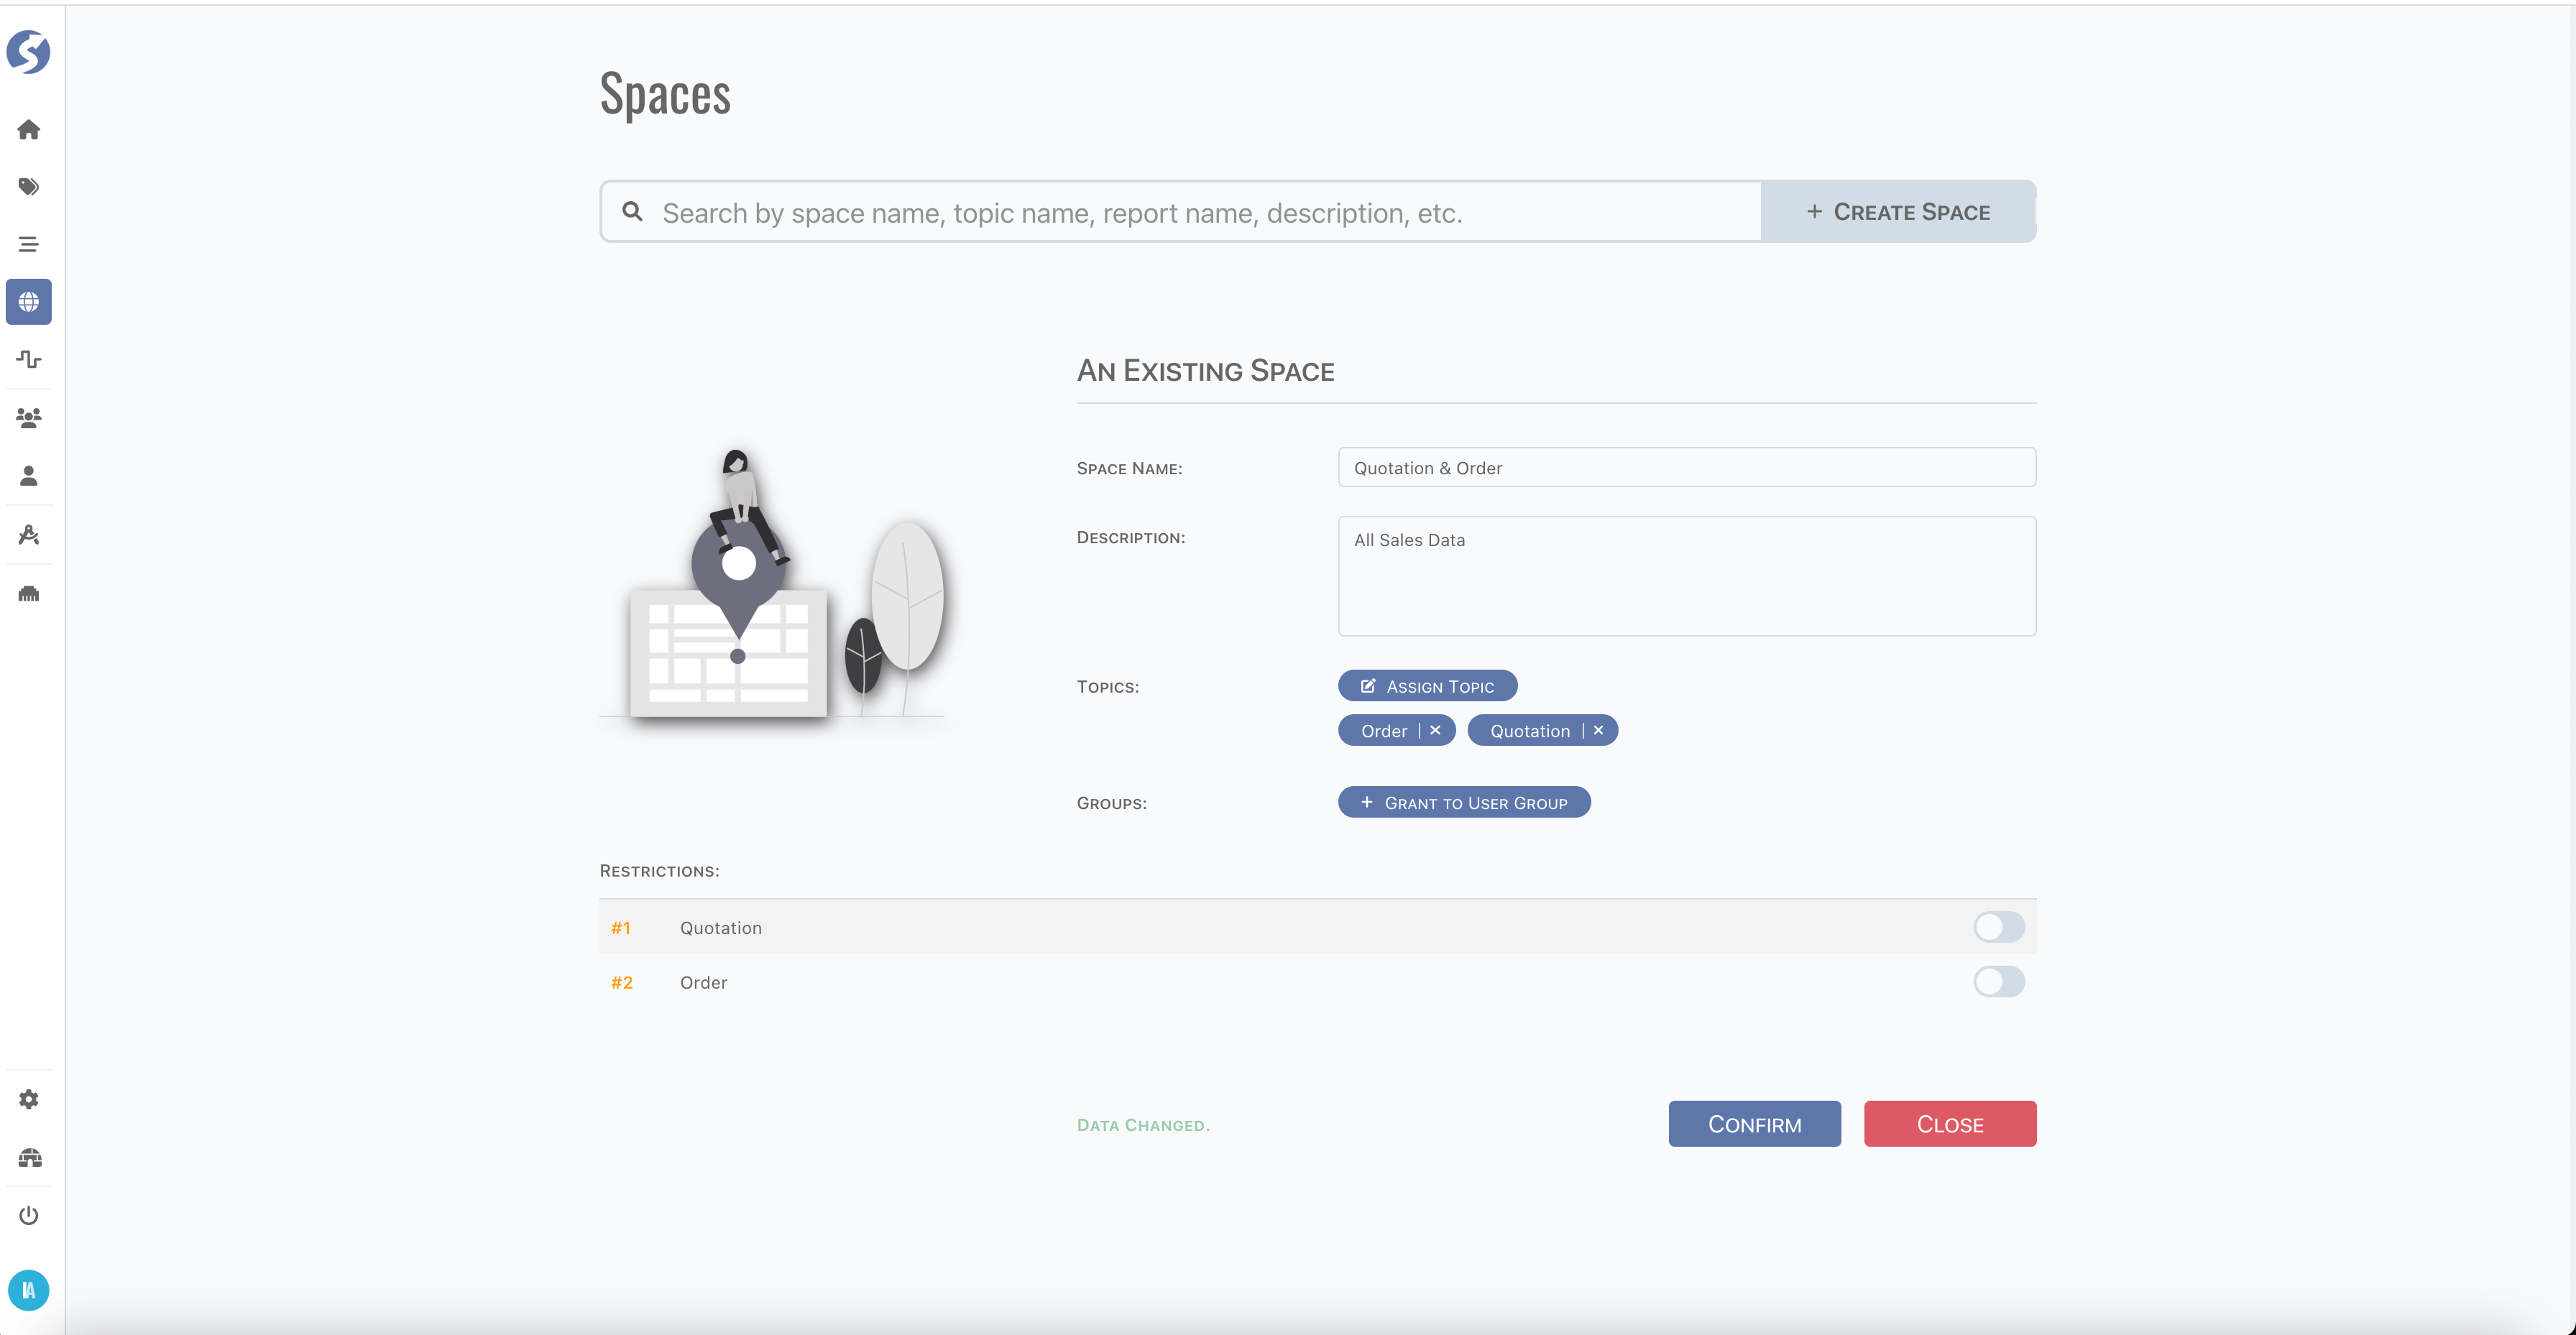 Spaces
Search by space name, topic name, report name, description, etc.
+ Create Space
An Existing Space
Space Name:
Quotation & Order
Description:
All Sales Data
Topics:
Assign Topic
Order | ×
Quotation | ×
Groups:
+ Grant to User Group
Restrictions:
#1 Quotation
#2 Order
Data Changed.
Confirm
Close
IA